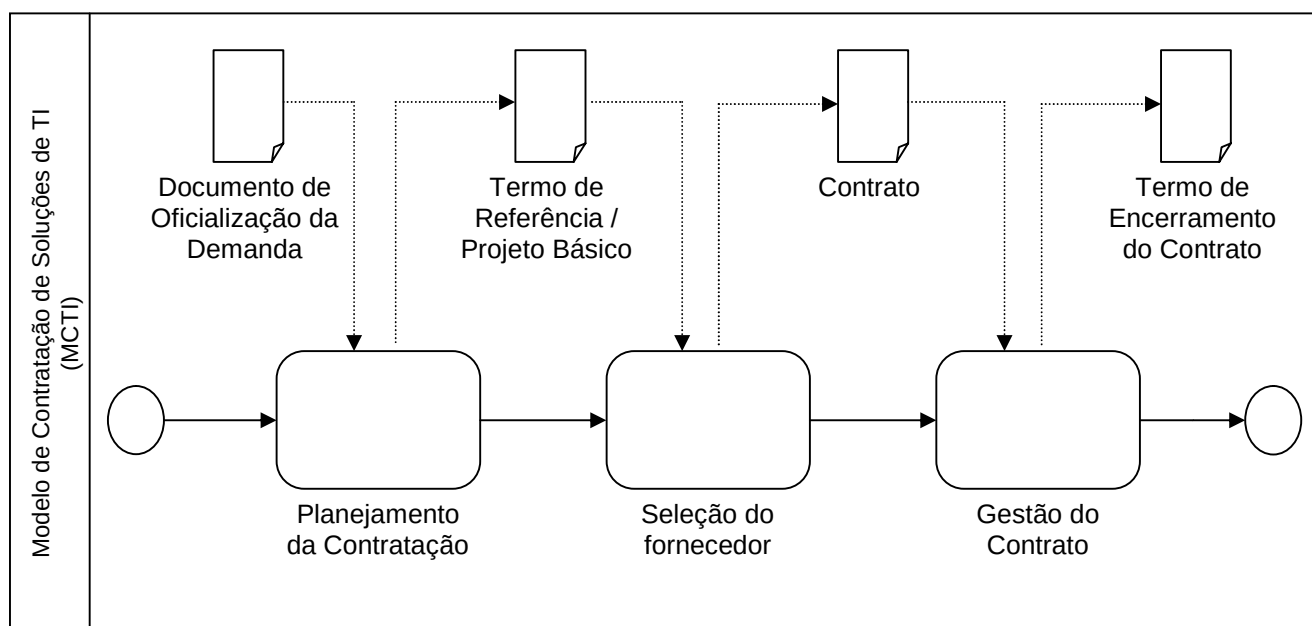 Modelo de Contratação de Soluções de TI
(MCTI)
Documento de
Oficialização da
Demanda
Termo de
Referência /
Projeto Básico
Contrato
Termo de
Encerramento
do Contrato
Planejamento
da Contratação
Seleção do
fornecedor
Gestão do
Contrato